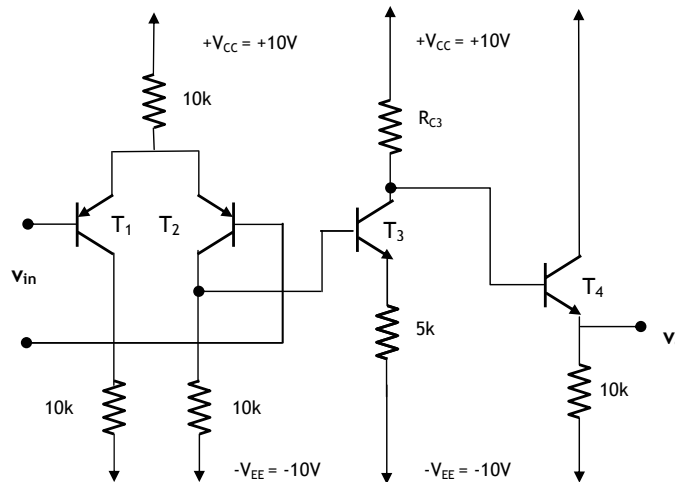 +VCC = +10V
+VCC = +10V
10k
RC3
T1
T2
T3
vin
T4
5k
v
10k
10k
10k
-VEE = -10V
-VEE = -10V